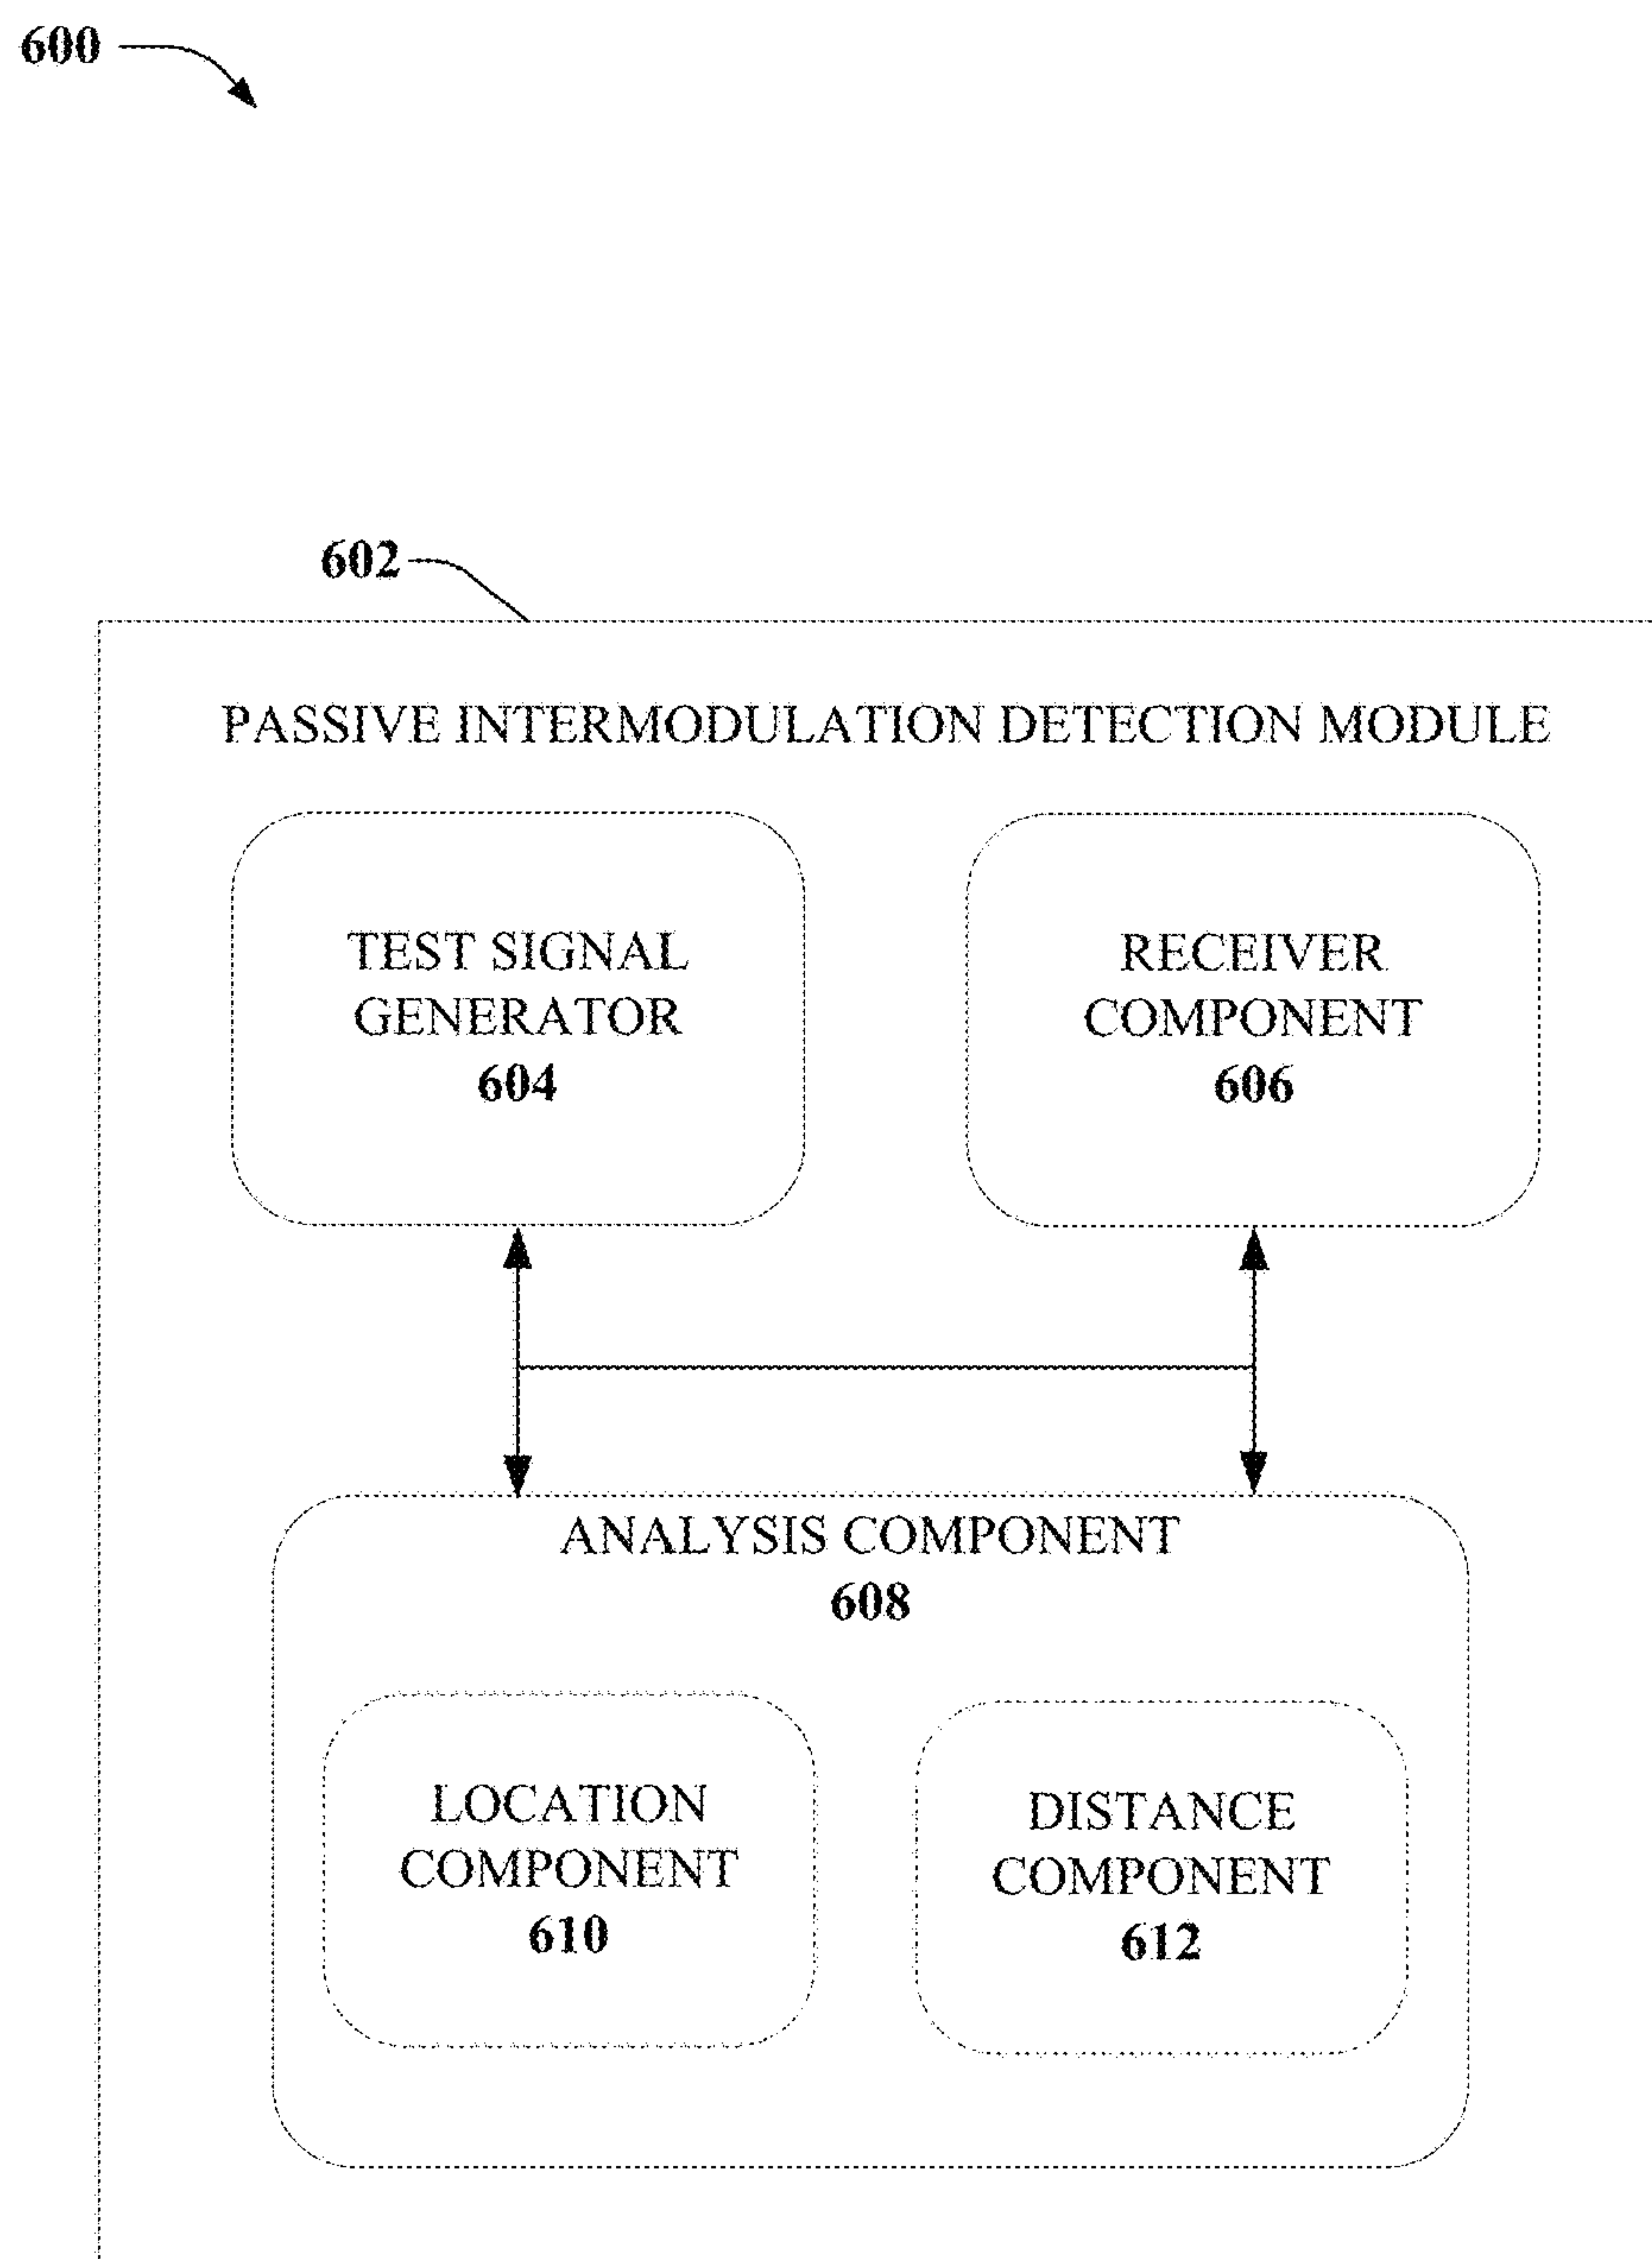 600
602
PASSIVE INTERMODULATION DETECTION MODULE
TEST SIGNAL
GENERATOR
604
RECEIVER
COMPONENT
606
ANALYSIS COMPONENT
608
LOCATION
COMPONENT
610
DISTANCE
COMPONENT
612